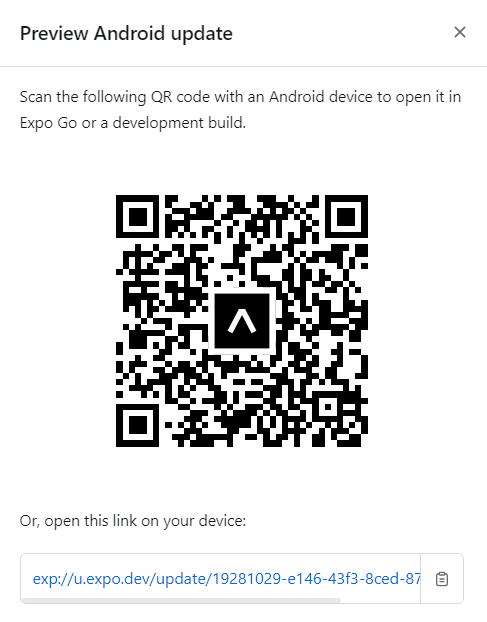 Preview Android update
Scan the following QR code with an Android device to open it in
Expo Go or a development build.
Or, open this link on your device:
exp://u.expo.dev/update/19281029-e146-43f3-8ced-87